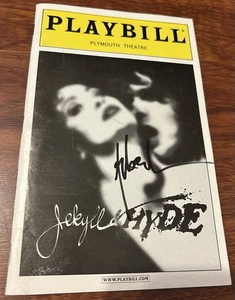 PLAYBILL
PLYMOUTH THEATRE
Jekyll & HYDE
WWW.PLAYBILL.COM